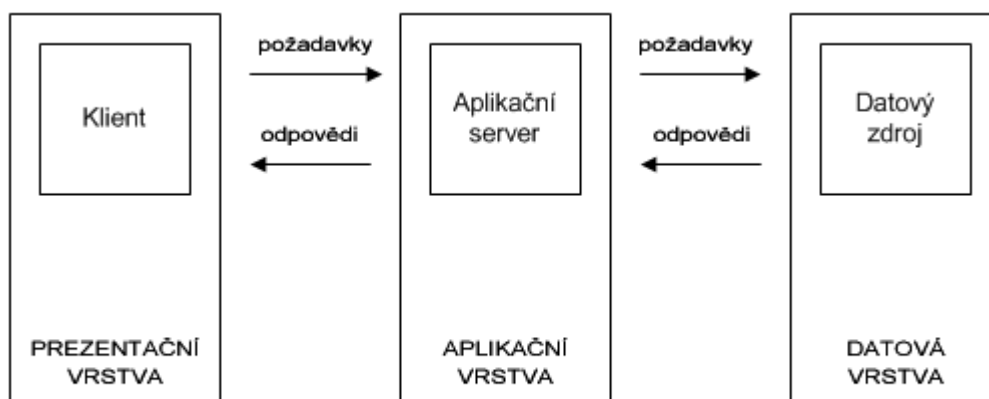 požadavky
požadavky
Klient
Aplikační
server
Datový
zdroj
odpovědi
odpovědi
PREZENTAČNÍ
VRSTVA
APLIKAČNÍ
VRSTVA
DATOVÁ
VRSTVA